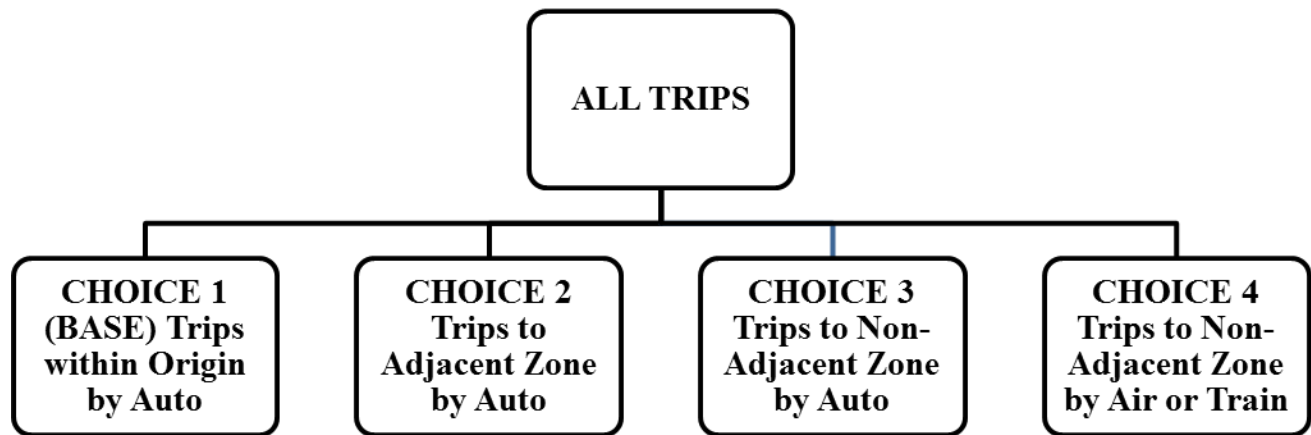 ALL TRIPS
CHOICE 1
(BASE) Trips
within Origin
by Auto
CHOICE 2
Trips to
Adjacent Zone
by Auto
CHOICE 3
Trips to Non-
Adjacent Zone
by Auto
CHOICE 4
Trips to Non-
Adjacent Zone
by Air or Train